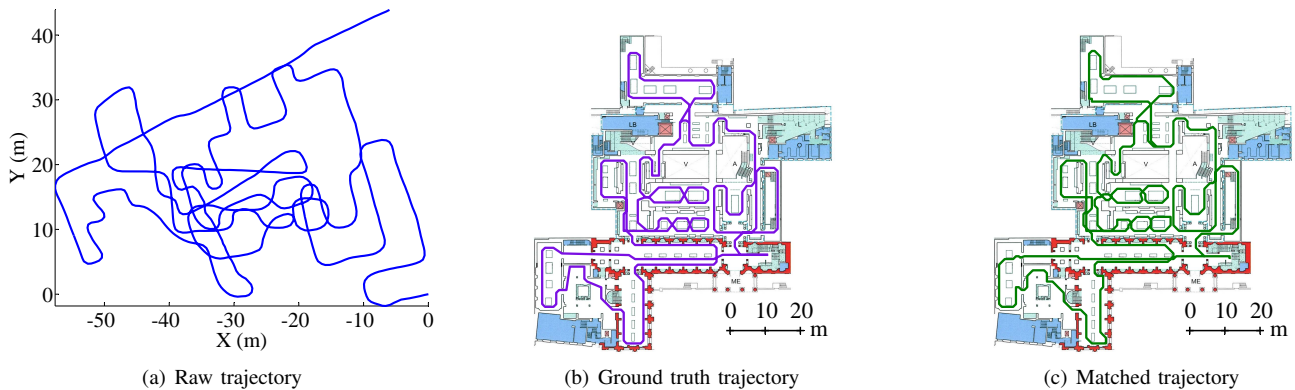 40
30
20
10
0
Y (m)
-50 -40 -30 -20 -10 0
X (m)
(a) Raw trajectory
LB
V A
ME
0 10 20
m
(b) Ground truth trajectory
LB
L
V A
ME
0 10 20
m
(c) Matched trajectory